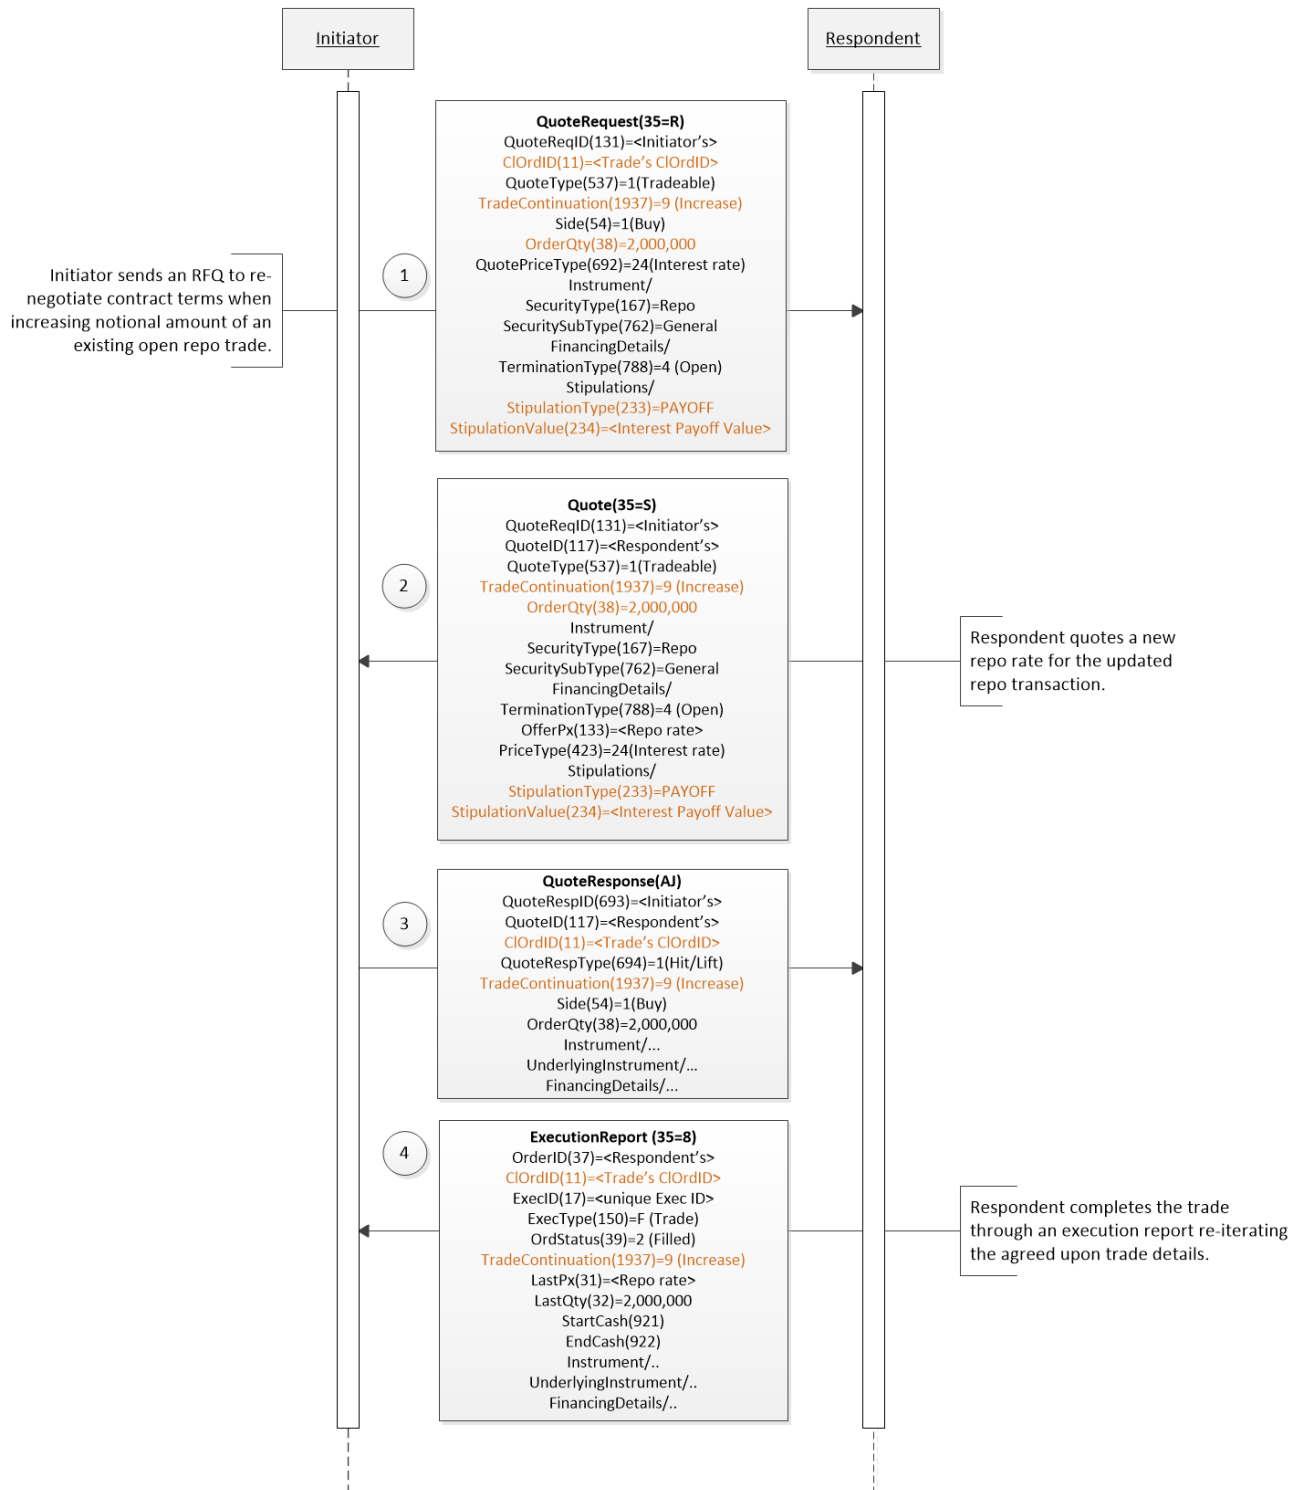 Initiator
Respondent
QuoteRequest(35=R)
QuoteReqID(131)=<Initiator's>
ClOrdID(11)=<Trade's ClOrdID>
QuoteType(537)=1(Tradeable)
TradeContinuation(1937)=9 (Increase)
Side(54)=1(Buy)
OrderQty(38)=2,000,000
QuotePriceType(692)=24(Interest rate)
Instrument/
SecurityType(167)=Repo
SecuritySubType(762)=General
FinancingDetails/
TerminationType(788)=4 (Open)
Stipulations/
StipulationType(233)=PAYOFF
StipulationValue(234)=<Interest Payoff Value>
1
Initiator sends an RFQ to re-
negotiate contract terms when
increasing notional amount of an
existing open repo trade.
Quote(35=S)
QuoteReqID(131)=<Initiator's>
QuoteID(117)=<Respondent's>
QuoteType(537)=1(Tradeable)
TradeContinuation(1937)=9 (Increase)
OrderQty(38)=2,000,000
Instrument/
SecurityType(167)=Repo
SecuritySubType(762)=General
FinancingDetails/
TerminationType(788)=4 (Open)
OfferPx(133)=<Repo rate>
PriceType(423)=24(Interest rate)
Stipulations/
StipulationType(233)=PAYOFF
StipulationValue(234)=<Interest Payoff Value>
2
Respondent quotes a new
repo rate for the updated
repo transaction.
QuoteResponse(AJ)
QuoteRespID(693)=<Initiator's>
QuoteID(117)=<Respondent's>
ClOrdID(11)=<Trade's ClOrdID>
QuoteRespType(694)=1(Hit/Lift)
TradeContinuation(1937)=9 (Increase)
Side(54)=1(Buy)
OrderQty(38)=2,000,000
Instrument/...
UnderlyingInstrument/...
FinancingDetails/...
3
ExecutionReport (35=8)
OrderID(37)=<Respondent's>
ClOrdID(11)=<Trade's ClOrdID>
ExecID(17)=<unique Exec ID>
ExecType(150)=F (Trade)
OrdStatus(39)=2 (Filled)
TradeContinuation(1937)=9 (Increase)
LastPx(31)=<Repo rate>
LastQty(32)=2,000,000
StartCash(921)
EndCash(922)
Instrument/..
UnderlyingInstrument/..
FinancingDetails/..
4
Respondent completes the trade
through an execution report re-iterating
the agreed upon trade details.